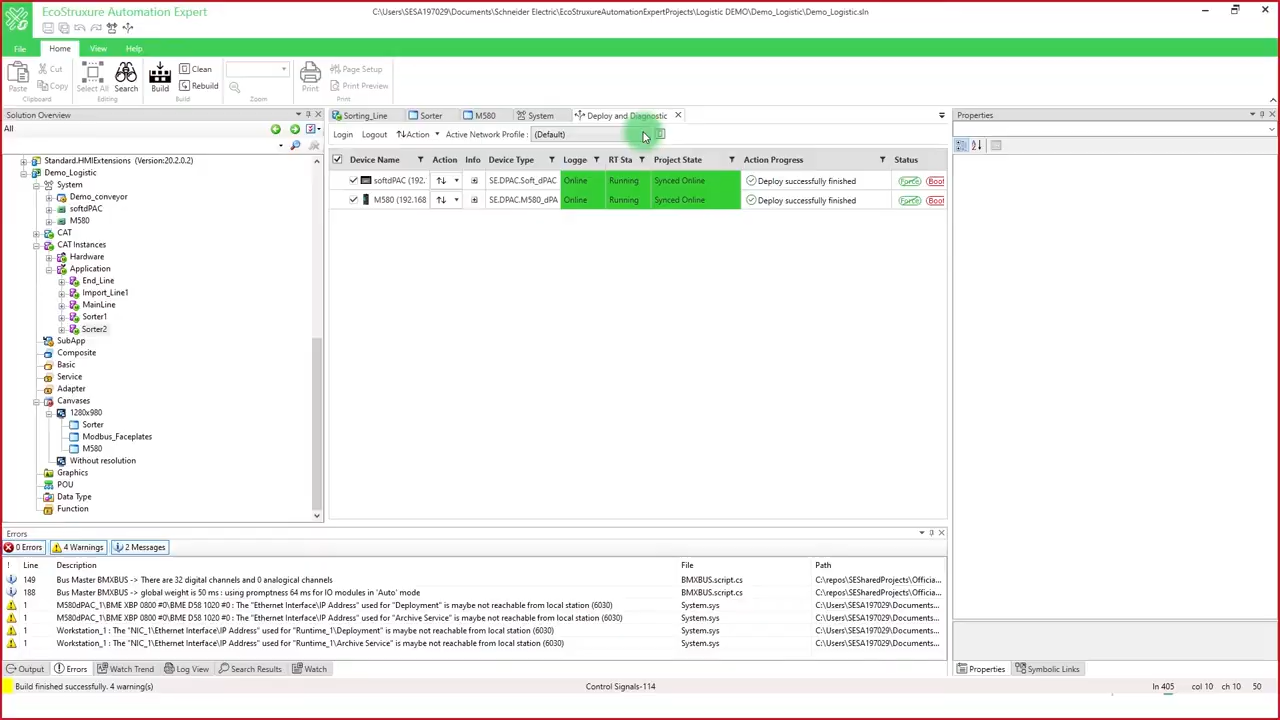 EcoStruxure Automation Expert
C:\Users\SESA197029\Documents\Schneider Electric\EcoStruxureAutomationExpertProjects\Logistic DEMO\Demo_Logistic\Demo_Logistic.sln
File Home View Help
Paste Cut Copy Select All Search Build Clean Rebuild Print Page Setup Print Preview
Clipboard Editing Build Zoom Print
Solution Overview
All
Standard.HMIExtensions (Version:20.2.0.2)
Demo_Logistic
System
Demo_conveyor
softdPAC
M580
CAT
CAT Instances
Hardware
Application
End_Line
Import_Line1
MainLine
Sorter1
Sorter2
SubApp
Composite
Basic
Service
Adapter
Canvases
1280x980
Sorter
Modbus_Faceplates
M580
Without resolution
Graphics
POU
Data Type
Function
Sorting_Line Sorter M580 System Deploy and Diagnostic
Login Logout Action Active Network Profile : (Default)
Device Name Action Info Device Type Logge RT Sta Project State Action Progress Status
softdPAC (192. SE.DPAC.Soft_dPAC Online Running Synced Online Deploy successfully finished Force Boot
M580 (192.168 SE.DPAC.M580_dPA Online Running Synced Online Deploy successfully finished Force Boot
Properties
Errors
0 Errors 4 Warnings 2 Messages
! Line Description File Path
149 Bus Master BMXBUS -> There are 32 digital channels and 0 analogical channels BMXBUS.script.cs C:\repos\SESharedProjects\Officia...
188 Bus Master BMXBUS -> global weight is 50 ms : using promptness 64 ms for IO modules in 'Auto' mode BMXBUS.script.cs C:\repos\SESharedProjects\Officia...
1 M580dPAC_1\BME XBP 0800 #0\BME D58 1020 #0 : The "Ethernet Interface\IP Address" used for "Deployment" is maybe not reachable from local station (6030) System.sys C:\Users\SESA197029\Documents...
1 M580dPAC_1\BME XBP 0800 #0\BME D58 1020 #0 : The "Ethernet Interface\IP Address" used for "Archive Service" is maybe not reachable from local station (6030) System.sys C:\Users\SESA197029\Documents...
1 Workstation_1 : The "NIC_1\Ethernet Interface\IP Address" used for "Runtime_1\Deployment" is maybe not reachable from local station (6030) System.sys C:\Users\SESA197029\Documents...
1 Workstation_1 : The "NIC_1\Ethernet Interface\IP Address" used for "Runtime_1\Archive Service" is maybe not reachable from local station (6030) System.sys C:\Users\SESA197029\Documents...
Output Errors Watch Trend Log View Search Results Watch Properties Symbolic Links
Build finished successfully. 4 warning(s) Control Signals-114 ln 405 col 10 ch 10 50